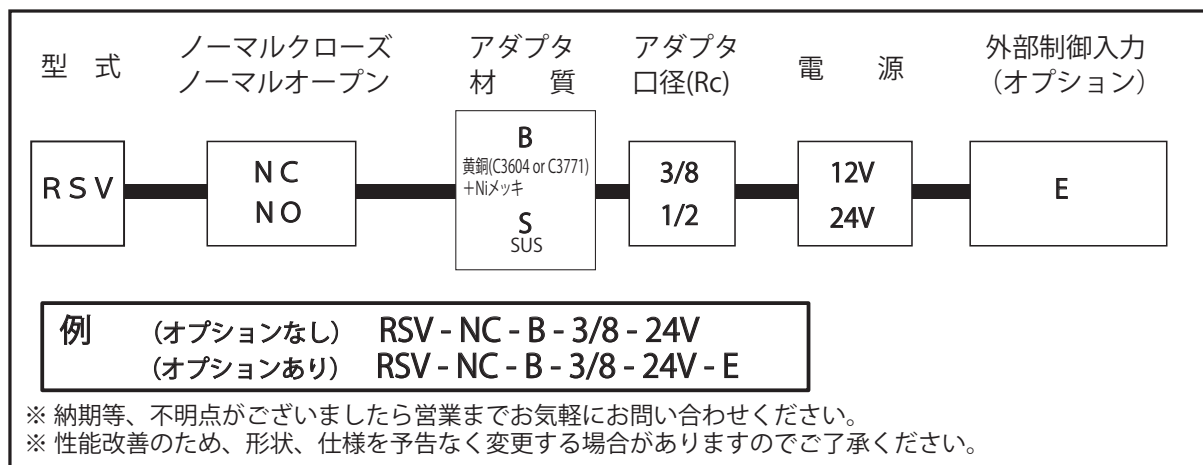 型 式
ノーマルクローズ
ノーマルオープン
アダプタ
材 質
アダプタ
口径(Rc)
電 源
外部制御入力
（オプション）
RSV
NC
NO
B
黄銅(C3604 or C3771)
＋Niメッキ
S
SUS
3/8
1/2
12V
24V
E
例 （オプションなし） RSV - NC - B - 3/8 - 24V
（オプションあり） RSV - NC - B - 3/8 - 24V - E
※ 納期等、不明点がございましたら営業までお気軽にお問い合わせください。
※ 性能改善のため、形状、仕様を予告なく変更する場合がありますのでご了承ください。